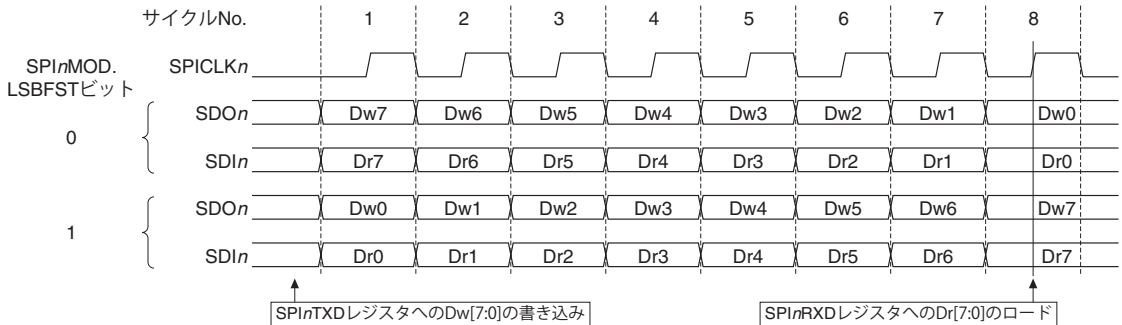 サイクルNo. 1 2 3 4 5 6 7 8
SPInMOD.
LSBFSTビット
SPICLKn
0
SDOn Dw7 Dw6 Dw5 Dw4 Dw3 Dw2 Dw1 Dw0
SDIn Dr7 Dr6 Dr5 Dr4 Dr3 Dr2 Dr1 Dr0
1
SDOn Dw0 Dw1 Dw2 Dw3 Dw4 Dw5 Dw6 Dw7
SDIn Dr0 Dr1 Dr2 Dr3 Dr4 Dr5 Dr6 Dr7
SPInTXDレジスタへのDw[7:0]の書き込み SPInRXDレジスタへのDr[7:0]のロード